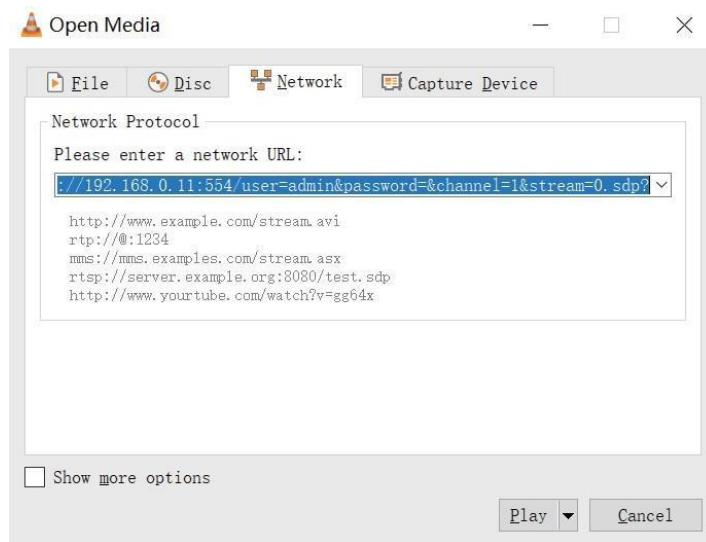 Open Media
File Disc Network Capture Device
Network Protocol
Please enter a network URL:
://192.168.0.11:554/user=admin&password=&channel=1&stream=0.sdp?
http://www.example.com/stream.avi
rtp://@:1234
mms://mms.examples.com/stream.asx
rtsp://server.example.org:8080/test.sdp
http://www.yourtube.com/watch?v=gg64x
Show more options
Play Cancel